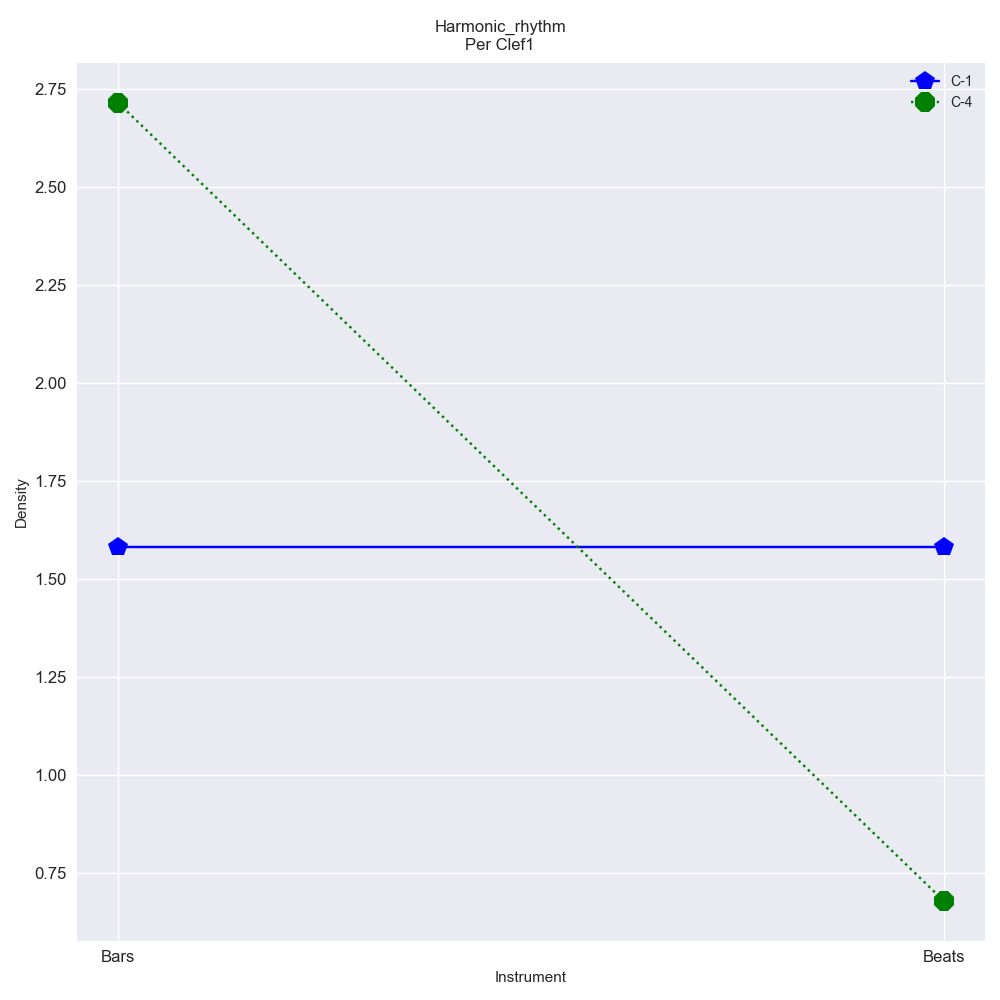 Harmonic_rhythm
Per Clef1
C-1
C-4
Density
2.75
2.50
2.25
2.00
1.75
1.50
1.25
1.00
0.75
Bars
Beats
Instrument